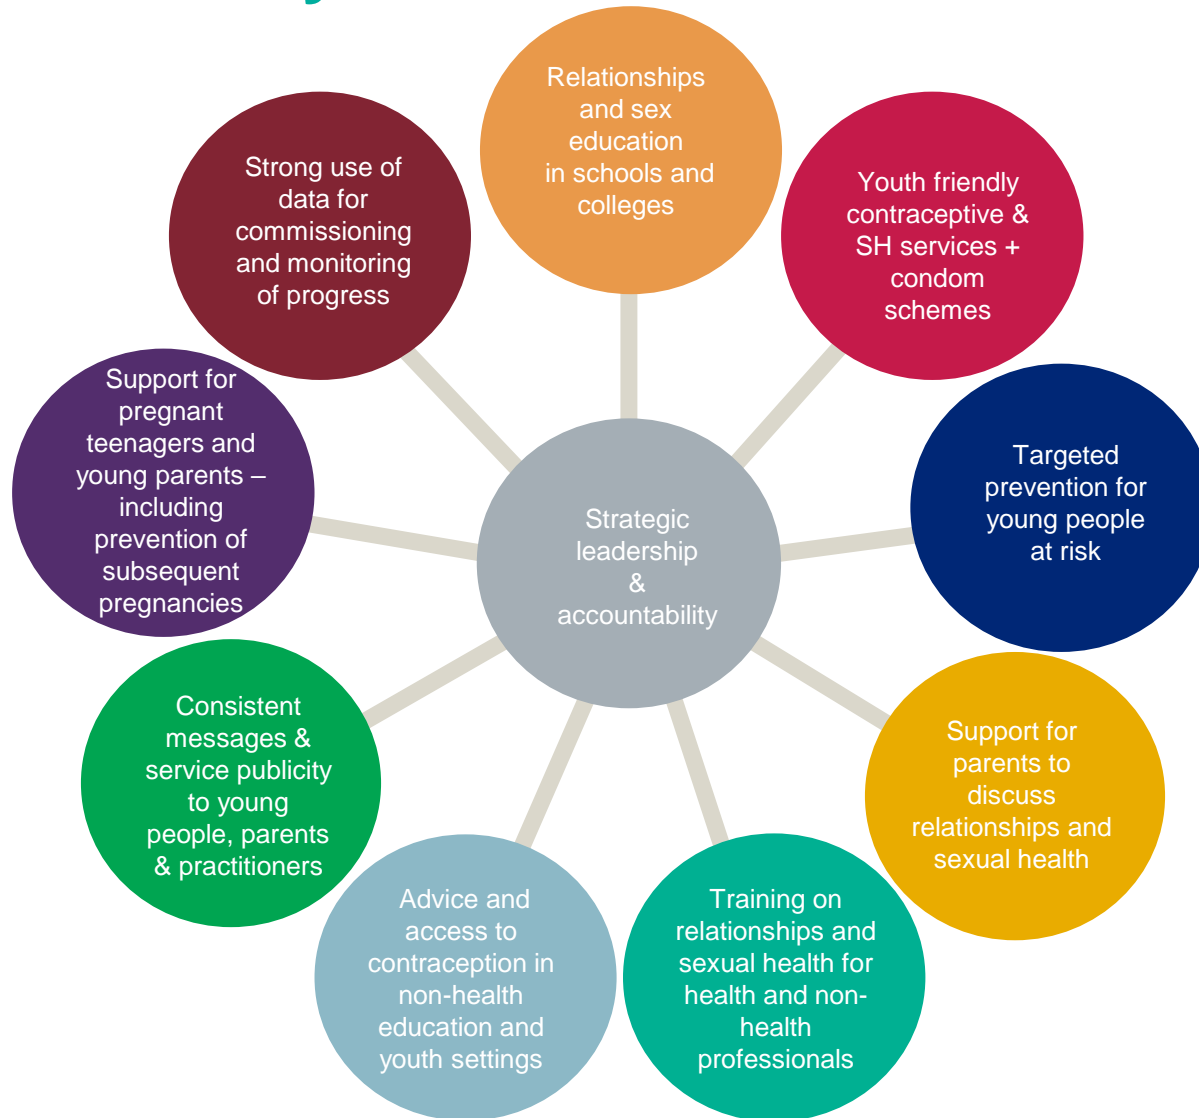 Relationships
and sex
education
in schools and
colleges
Youth friendly
contraceptive &
SH services +
condom
schemes
Targeted
prevention for
young people
at risk
Support for
parents to
discuss
relationships and
sexual health
Training on
relationships and
sexual health for
health and non-
health
professionals
Advice and
access to
contraception in
non-health
education and
youth settings
Consistent
messages &
service publicity
to young
people, parents
& practitioners
Support for
pregnant
teenagers and
young parents –
including
prevention of
subsequent
pregnancies
Strong use of
data for
commissioning
and monitoring
of progress
Strategic
leadership
&
accountability